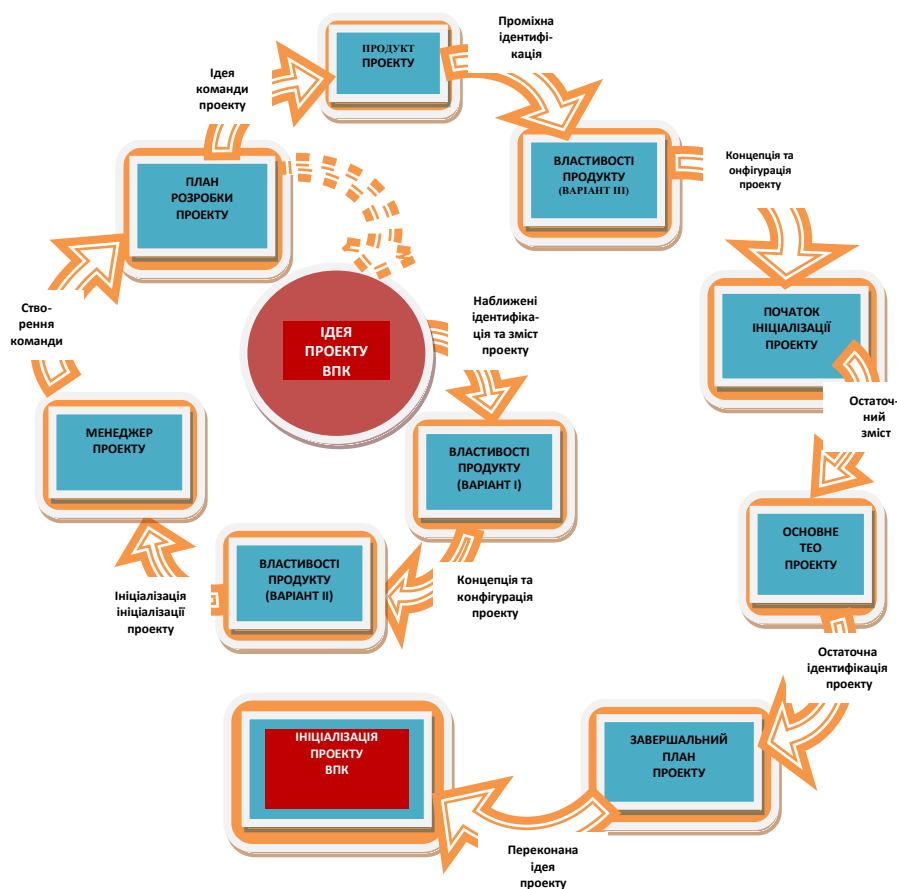 Проміхна
ідентифі-
кація
ПРОДУКТ
ПРОЕКТУ
Ідея
команди
проекту
ВЛАСТИВОСТІ
ПРОДУКТУ
(ВАРІАНТ ІІІ)
Концепція та
онфігурація
проекту
ПЛАН
РОЗРОБКИ
ПРОЕКТУ
Наближені
ідентифіка-
ція та зміст
проекту
Ство-
рення
команди
ІДЕЯ
ПРОЕКТУ
ВПК
ПОЧАТОК
ІНІЦІАЛІЗАЦІЇ
ПРОЕКТУ
Остаточ-
ний
зміст
МЕНЕДЖЕР
ПРОЕКТУ
ВЛАСТИВОСТІ
ПРОДУКТУ
(ВАРІАНТ І)
ОСНОВНЕ
ТЕО
ПРОЕКТУ
ВЛАСТИВОСТІ
ПРОДУКТУ
(ВАРІАНТ ІІ)
Ініціалізація
ініціалізації
проекту
Концепція та
конфігурація
проекту
Остаточна
ідентифікація
проекту
ІНІЦІАЛІЗАЦІЯ
ПРОЕКТУ
ВПК
ЗАВЕРШАЛЬНИЙ
ПЛАН
ПРОЕКТУ
Переконана
ідея
проекту